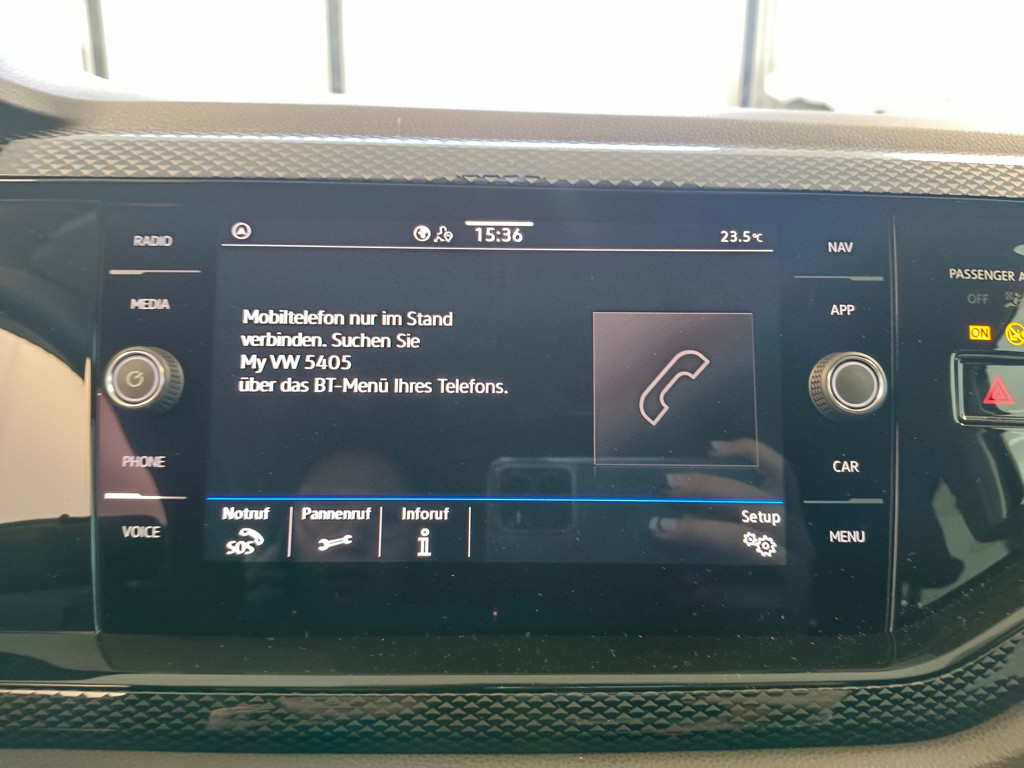 RADIO
MEDIA
PHONE
VOICE
15:36
23.5°C
Mobiltelefon nur im Stand
verbinden. Suchen Sie
My VW 5405
über das BT-Menü Ihres Telefons.
Notruf
SOS
Pannenruf
Inforuf
i
Setup
NAV
APP
CAR
MENU
PASSENGER A
OFF
ON